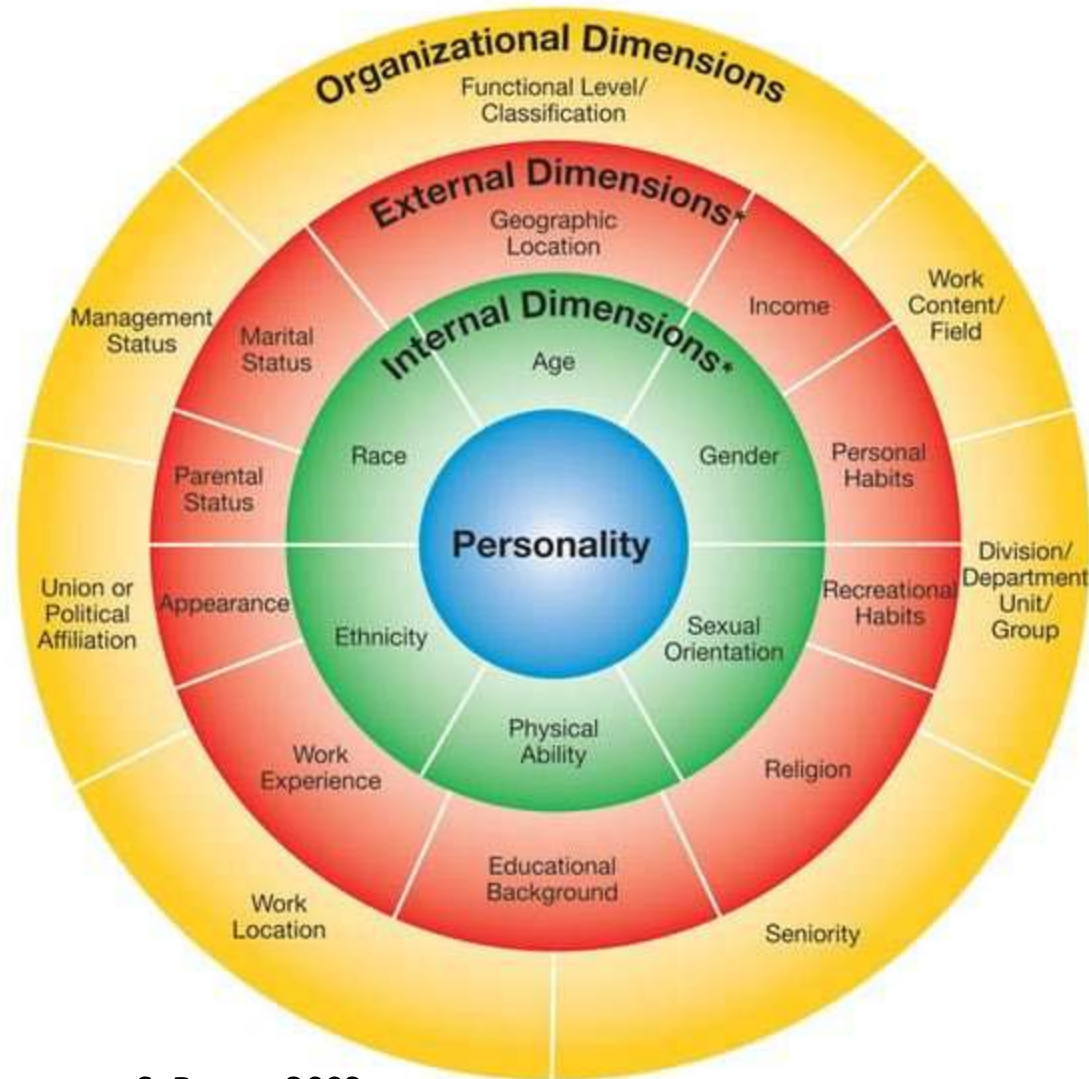 Organizational Dimensions
Functional Level/
Classification
Work
Content/
Field
Division/
Department
Unit/
Group
Seniority
Work
Location
Union or
Political
Affiliation
Management
Status
External Dimensions*
Geographic
Location
Income
Personal
Habits
Recreational
Habits
Religion
Educational
Background
Work
Experience
Appearance
Parental
Status
Marital
Status
Internal Dimensions*
Age
Gender
Sexual
Orientation
Physical
Ability
Ethnicity
Race
Personality